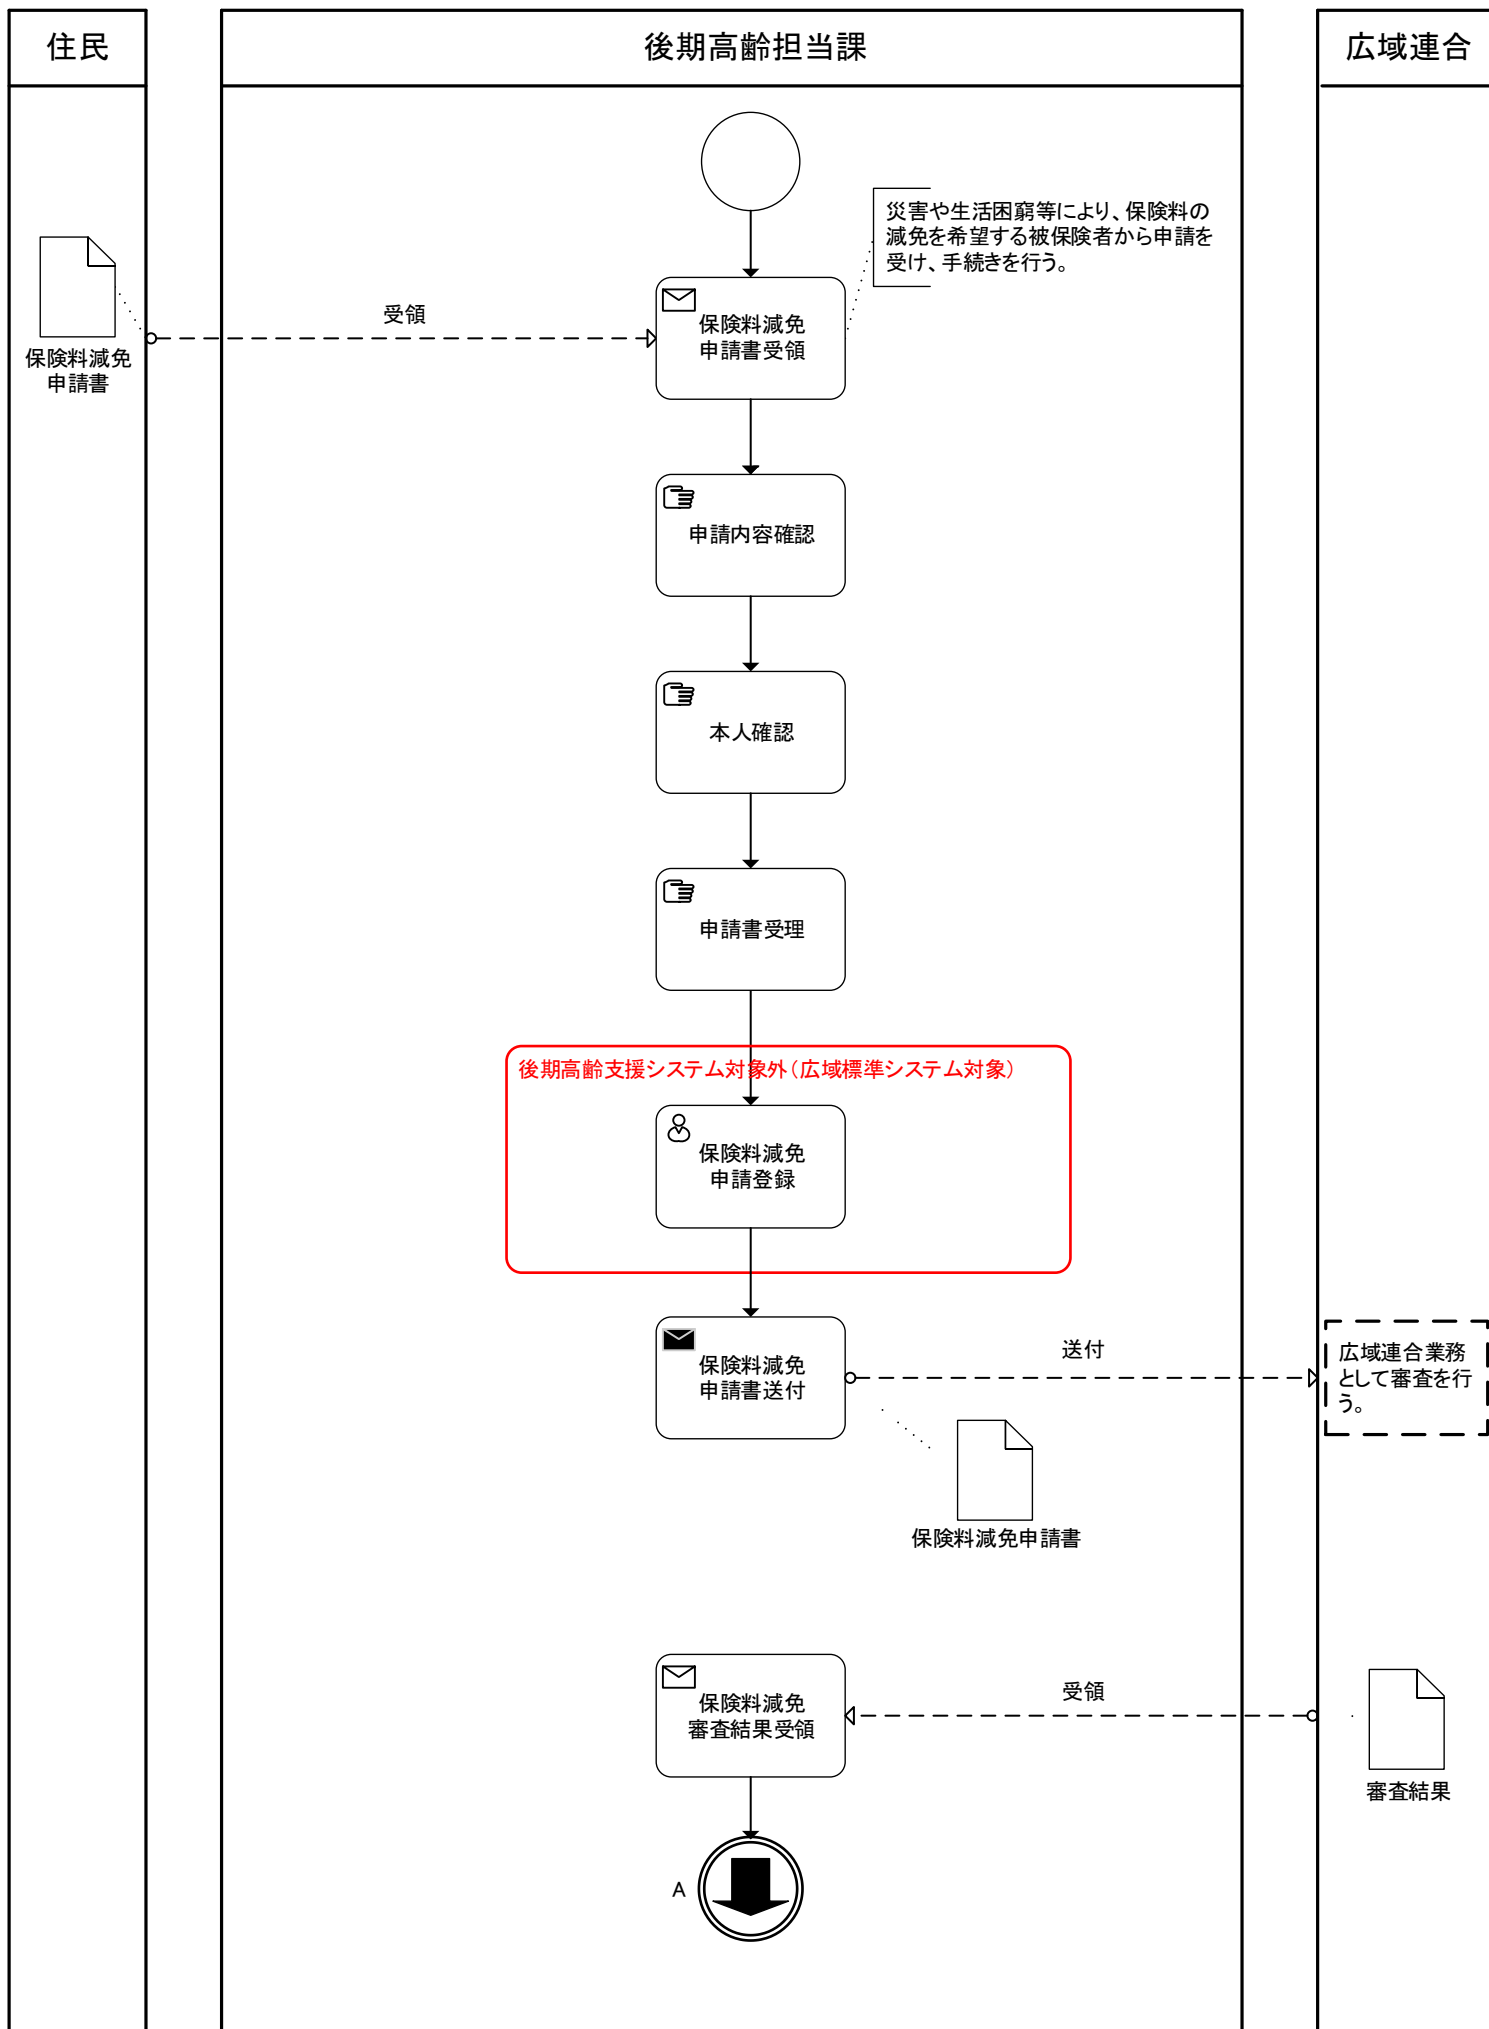 住民
後期高齢担当課
広域連合
災害や生活困窮等により、保険料の
減免を希望する被保険者から申請を
受け、手続きを行う。
受領
保険料減免
申請書
保険料減免
申請書受領
申請内容確認
本人確認
申請書受理
後期高齢支援システム対象外（広域標準システム対象）
保険料減免
申請登録
保険料減免
申請書送付
送付
広域連合業務
として審査を行
う。
保険料減免申請書
保険料減免
審査結果受領
受領
審査結果
A